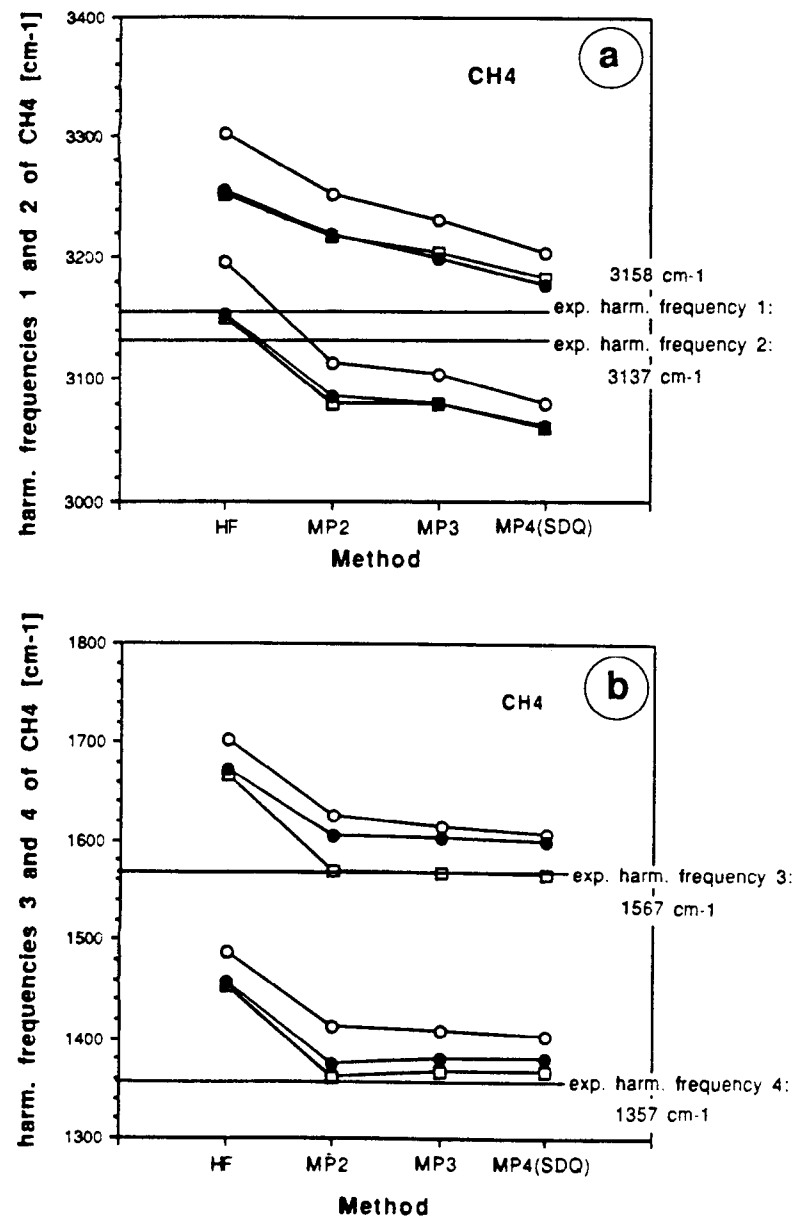 harm. frequencies 1 and 2 of CH4 [cm-1]
3400
3300
3200
3100
3000
a
CH4
3158 cm-1
exp. harm. frequency 1:
exp. harm. frequency 2:
3137 cm-1
HF MP2 MP3 MP4(SDQ)
Method
harm. frequencies 3 and 4 of CH4 [cm-1]
1800
1700
1600
1500
1400
1300
b
CH4
exp. harm. frequency 3:
1567 cm-1
exp. harm. frequency 4:
1357 cm-1
HF MP2 MP3 MP4(SDQ)
Method